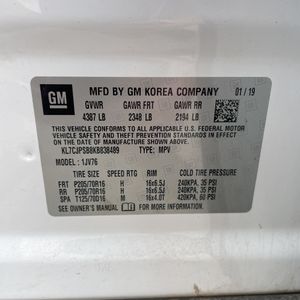 GM
MFD BY GM KOREA COMPANY 01/19
GVWR GAWR FRT GAWR RR
4387 LB 2348 LB 2194 LB
THIS VEHICLE CONFORMS TO ALL APPLICABLE U.S. FEDERAL MOTOR
VEHICLE SAFETY AND THEFT PREVENTION STANDARDS IN EFFECT ON
THE DATE OF MANUFACTURE SHOWN ABOVE.
KL7CJPSB8KB838489 TYPE: MPV
MODEL : 1JV76
TIRE SIZE SPEED RTG RIM COLD TIRE PRESSURE
FRT P205/70R16 H 16x6.5J 240KPA, 35 PSI
RR P205/70R16 H 16x6.5J 240KPA, 35 PSI
SPA T125/70D16 M 16x4.0T 420KPA, 60 PSI
SEE OWNER'S MANUAL FOR ADDITIONAL INFORMATION.